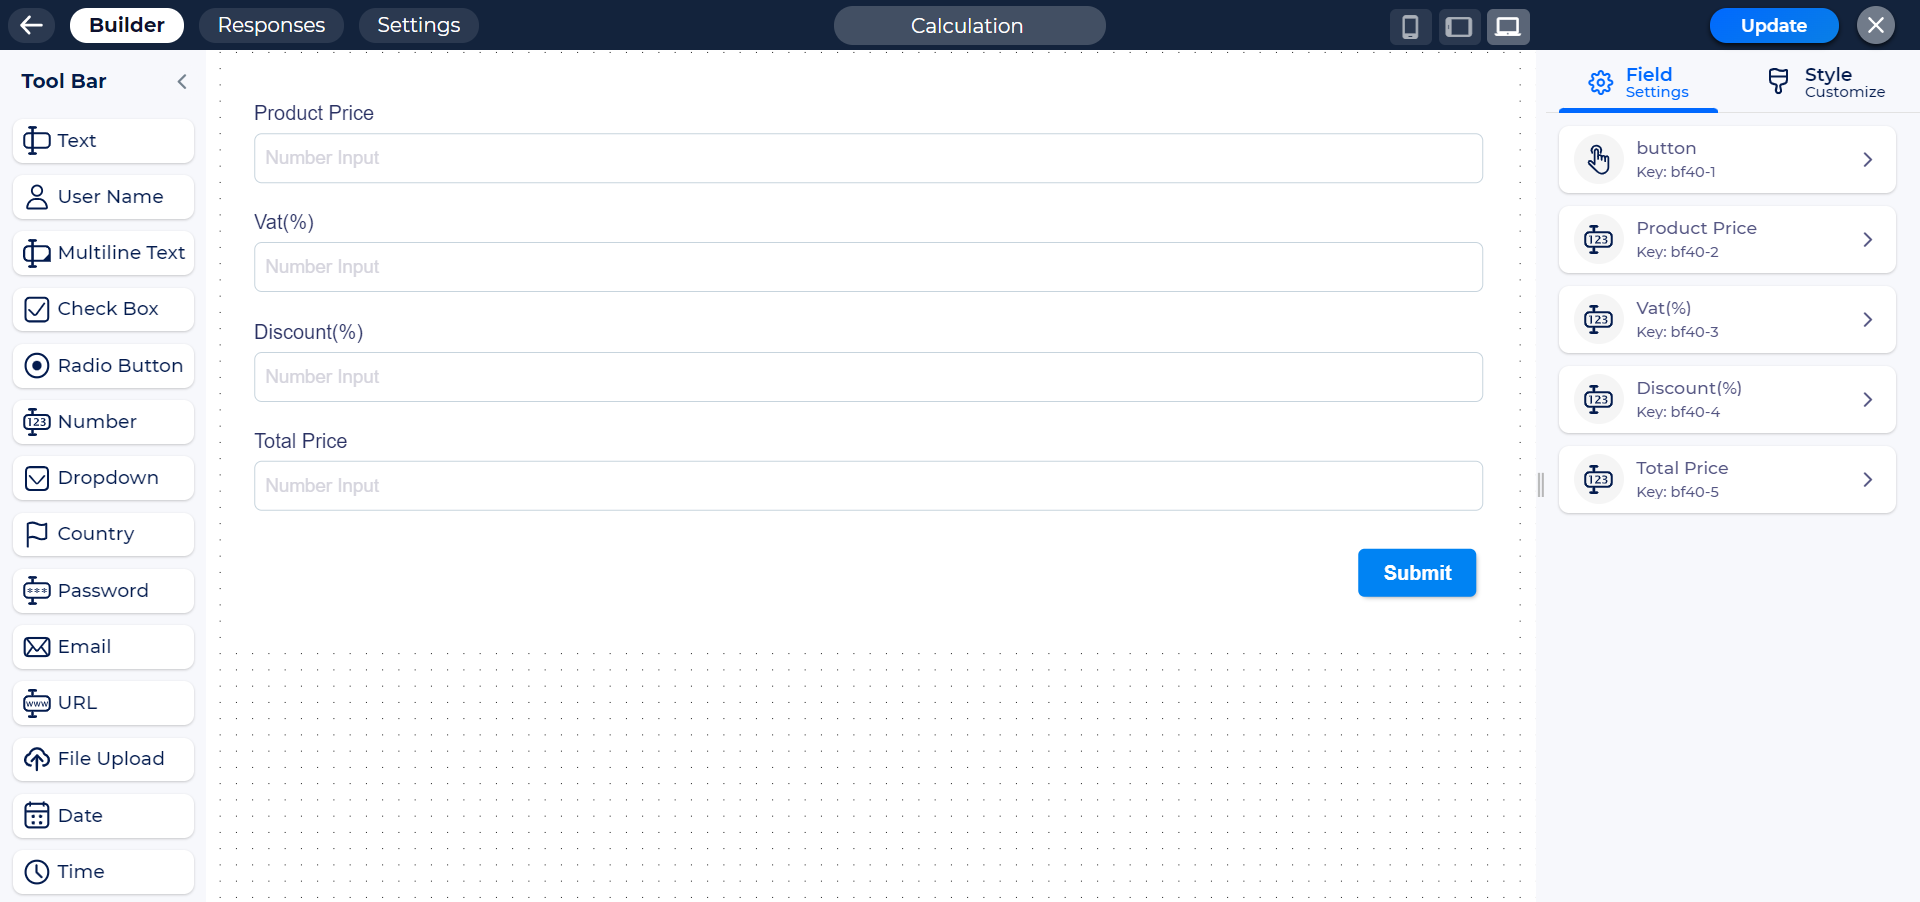 Builder
Responses
Settings
Calculation
Update
Tool Bar
Text
User Name
Multiline Text
Check Box
Radio Button
123 Number
Dropdown
Country
*** Password
Email
www URL
File Upload
Date
Time
Product Price
Number Input
Vat(%)
Number Input
Discount(%)
Number Input
Total Price
Number Input
Submit
Field
Settings
Style
Customize
button
Key: bf40-1
123
Product Price
Key: bf40-2
123
Vat(%)
Key: bf40-3
123
Discount(%)
Key: bf40-4
123
Total Price
Key: bf40-5